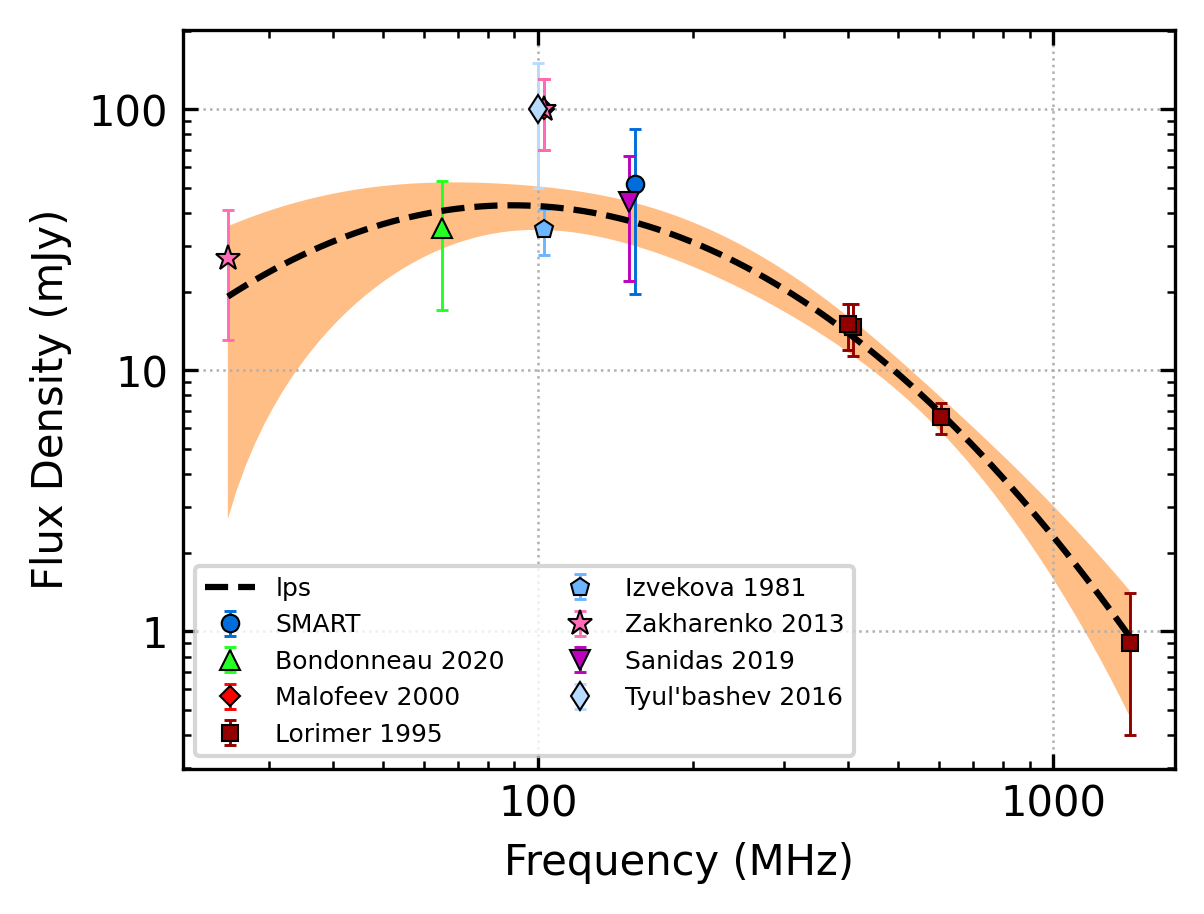 100
10
1
Flux Density (mJy)
lps
SMART
Bondonneau 2020
Malofeev 2000
Lorimer 1995
Izvekova 1981
Zakharenko 2013
Sanidas 2019
Tyul'bashev 2016
100
1000
Frequency (MHz)